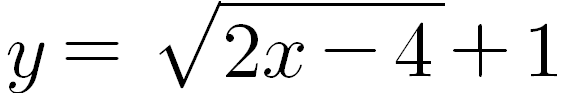 y = √(2x − 4) + 1